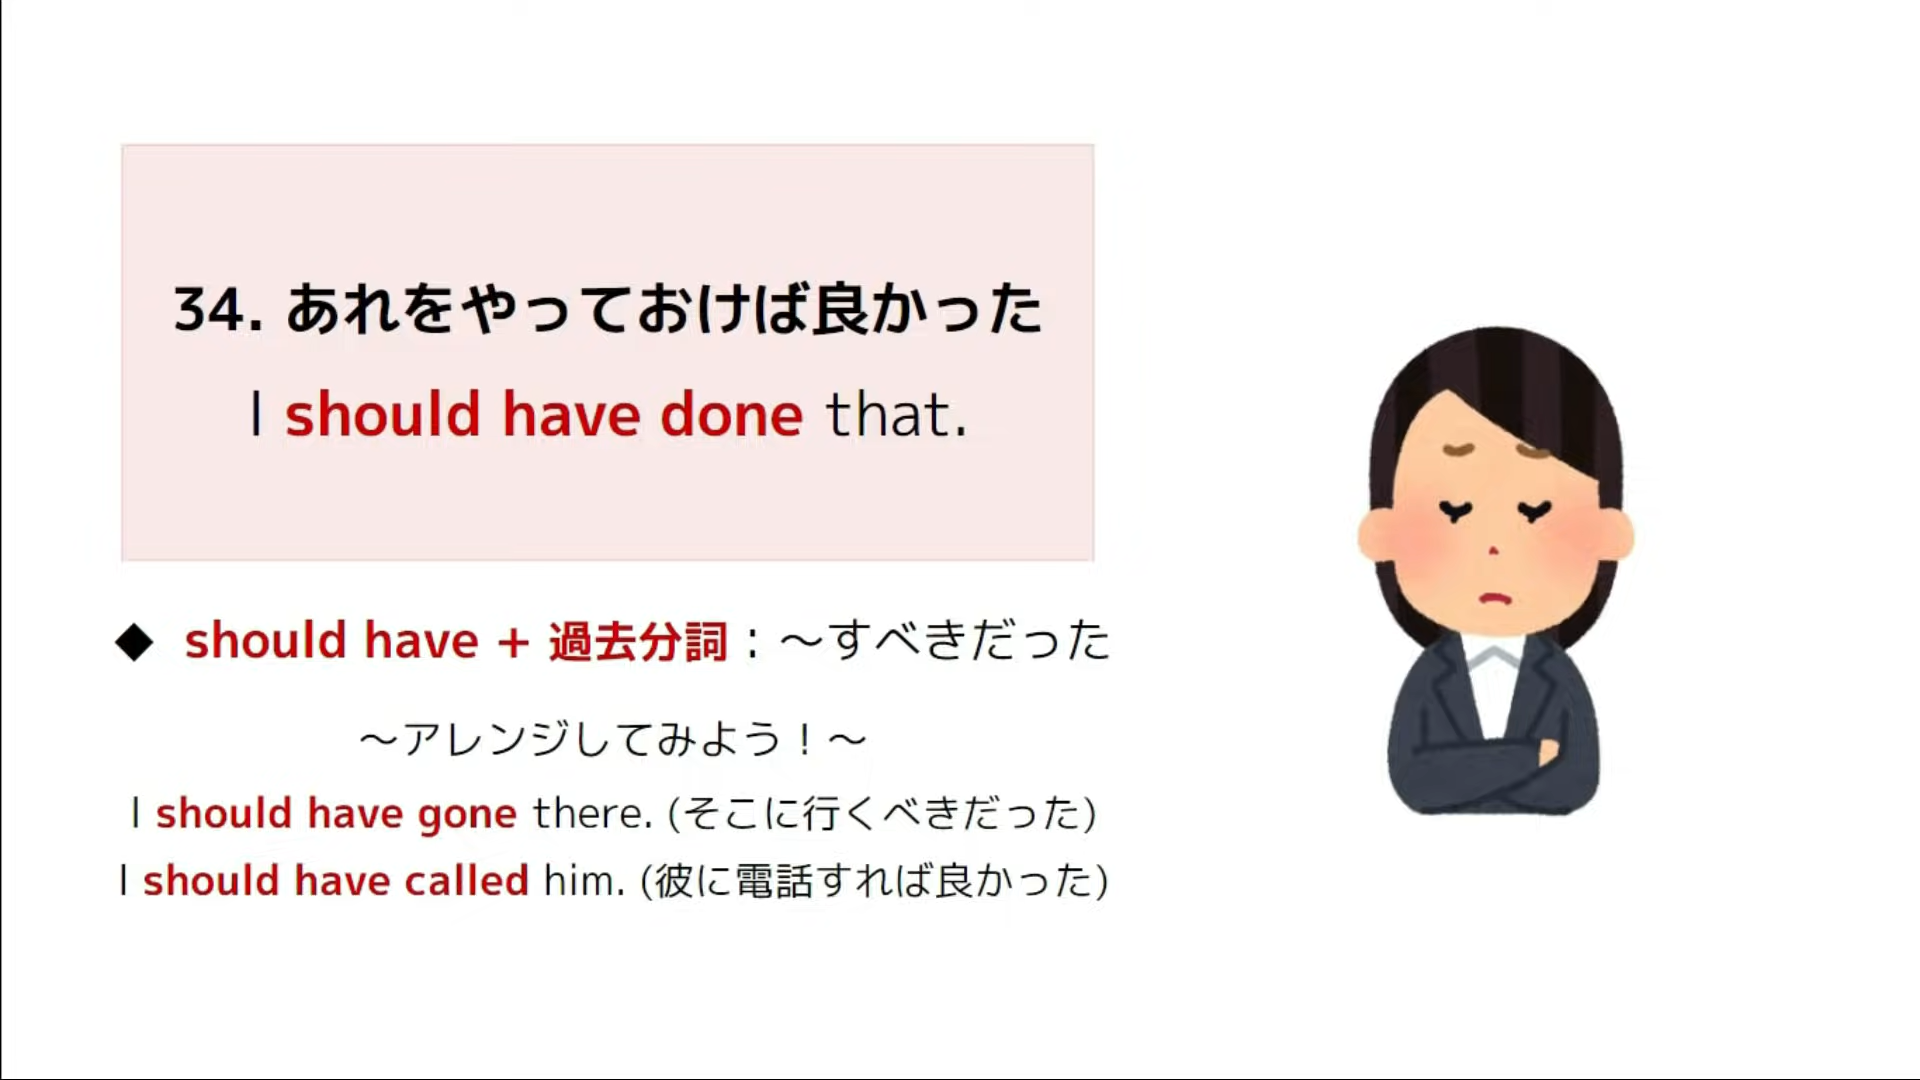 34. あれをやっておけば良かった
I should have done that.
◆ should have + 過去分詞 : ～すべきだった
～アレンジしてみよう！～
I should have gone there. (そこに行くべきだった)
I should have called him. (彼に電話すれば良かった)